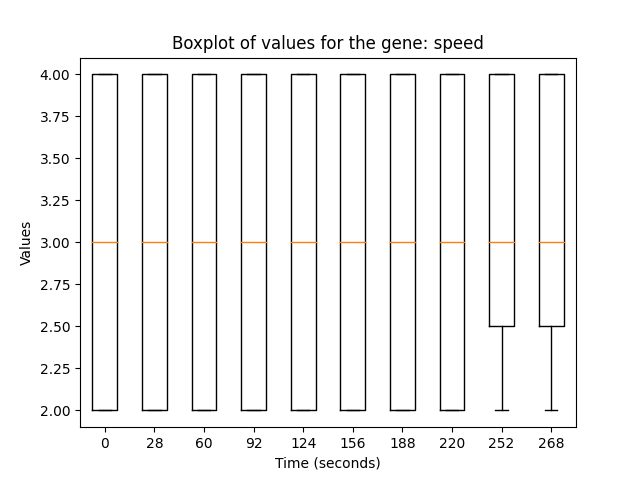 Boxplot of values for the gene: speed
4.00
3.75
3.50
3.25
3.00
2.75
2.50
2.25
2.00
Values
0 28 60 92 124 156 188 220 252 268
Time (seconds)